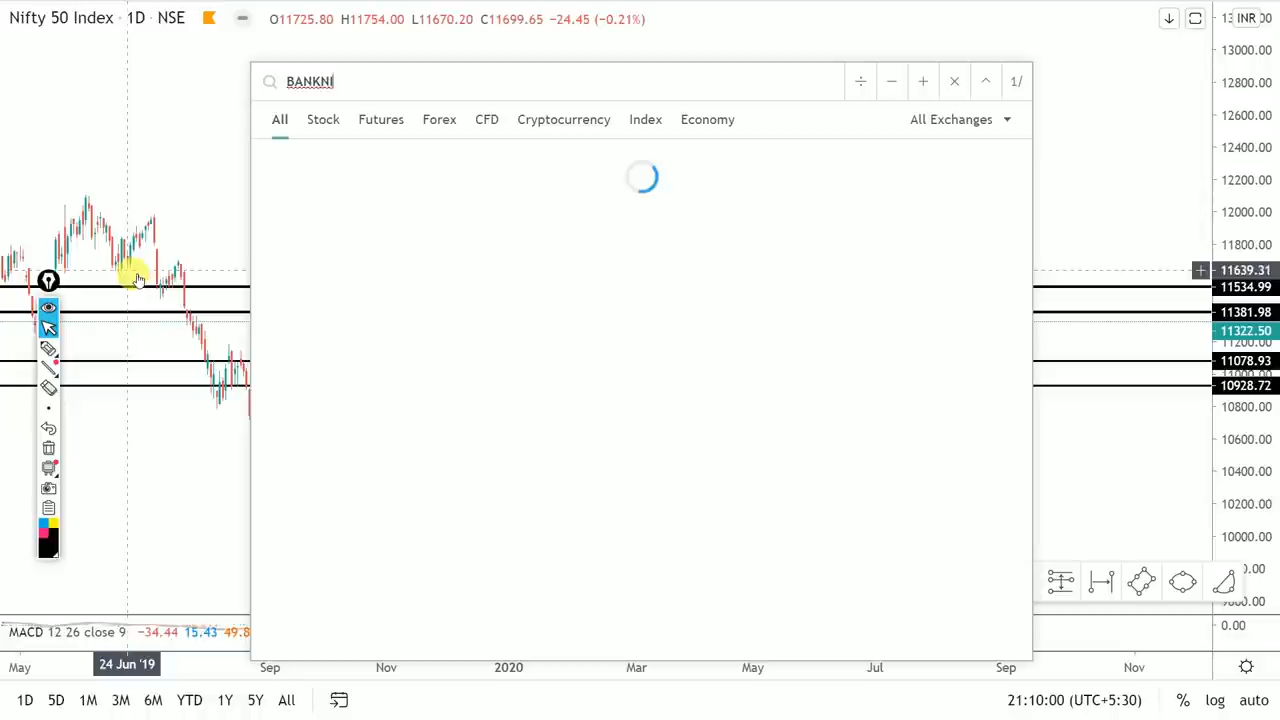 Nifty 50 Index · 1D · NSE
O11725.80 H11754.00 L11670.20 C11699.65 −24.45 (−0.21%)
INR
13000.00
12800.00
12600.00
12400.00
12200.00
12000.00
11800.00
11639.31
11534.99
11381.98
11322.50
11200.00
11078.93
11000.00
10928.72
10800.00
10600.00
10400.00
10200.00
10000.00
0.00
BANKNI
1/
All Stock Futures Forex CFD Cryptocurrency Index Economy All Exchanges
MACD 12 26 close 9 −34.44 15.43 49.8
May 24 Jun '19 Sep Nov 2020 Mar May Jul Sep Nov
1D 5D 1M 3M 6M YTD 1Y 5Y All 21:10:00 (UTC+5:30) % log auto